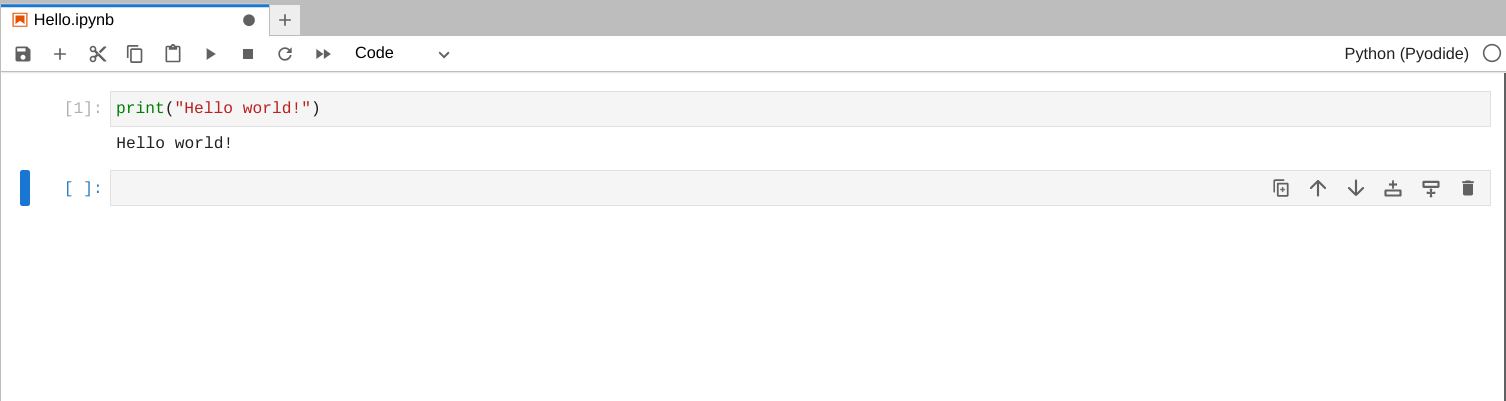 Hello.ipynb
Code
Python (Pyodide)
[1]: print("Hello world!")
Hello world!
[ ]: